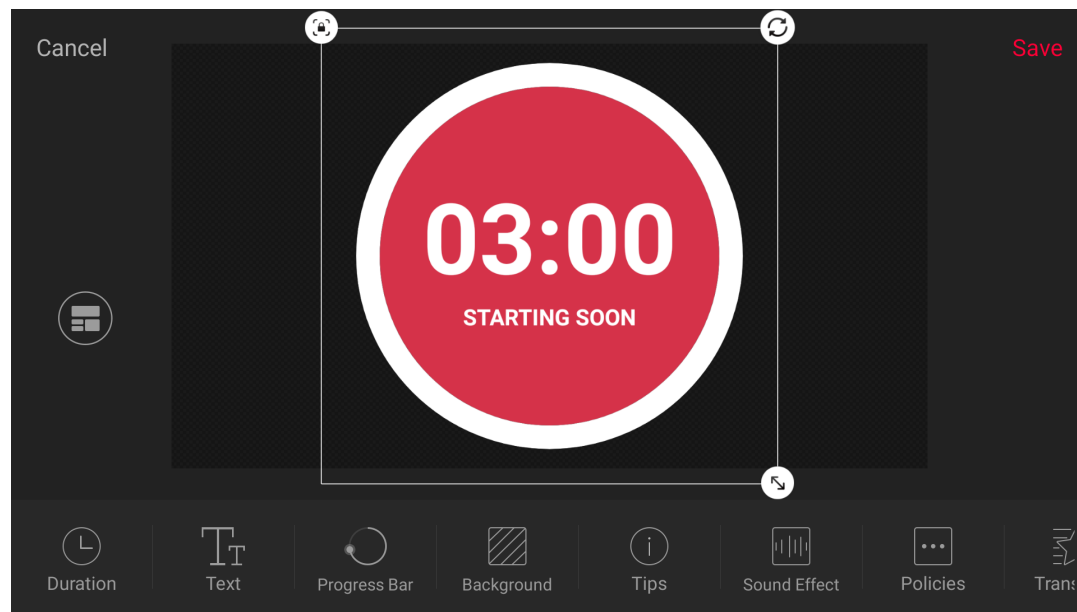 Cancel
Save
03:00
STARTING SOON
Duration
Text
Progress Bar
Background
Tips
Sound Effect
Policies